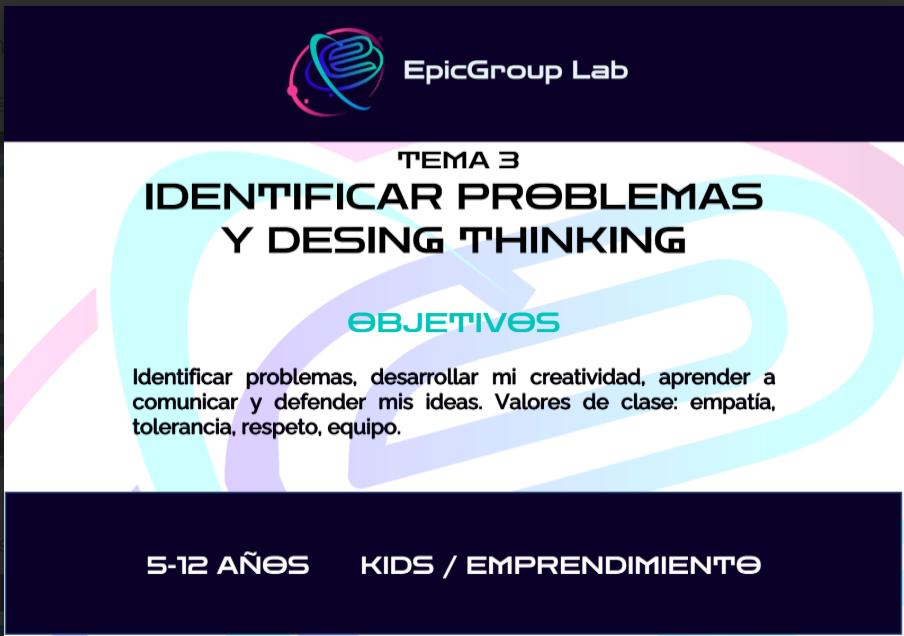 EpicGroup Lab
TEMA 3
IDENTIFICAR PROBLEMAS
Y DESING THINKING
OBJETIVOS
Identificar problemas, desarrollar mi creatividad, aprender a
comunicar y defender mis ideas. Valores de clase: empatía,
tolerancia, respeto, equipo.
5-12 AÑOS KIDS / EMPRENDIMIENTO